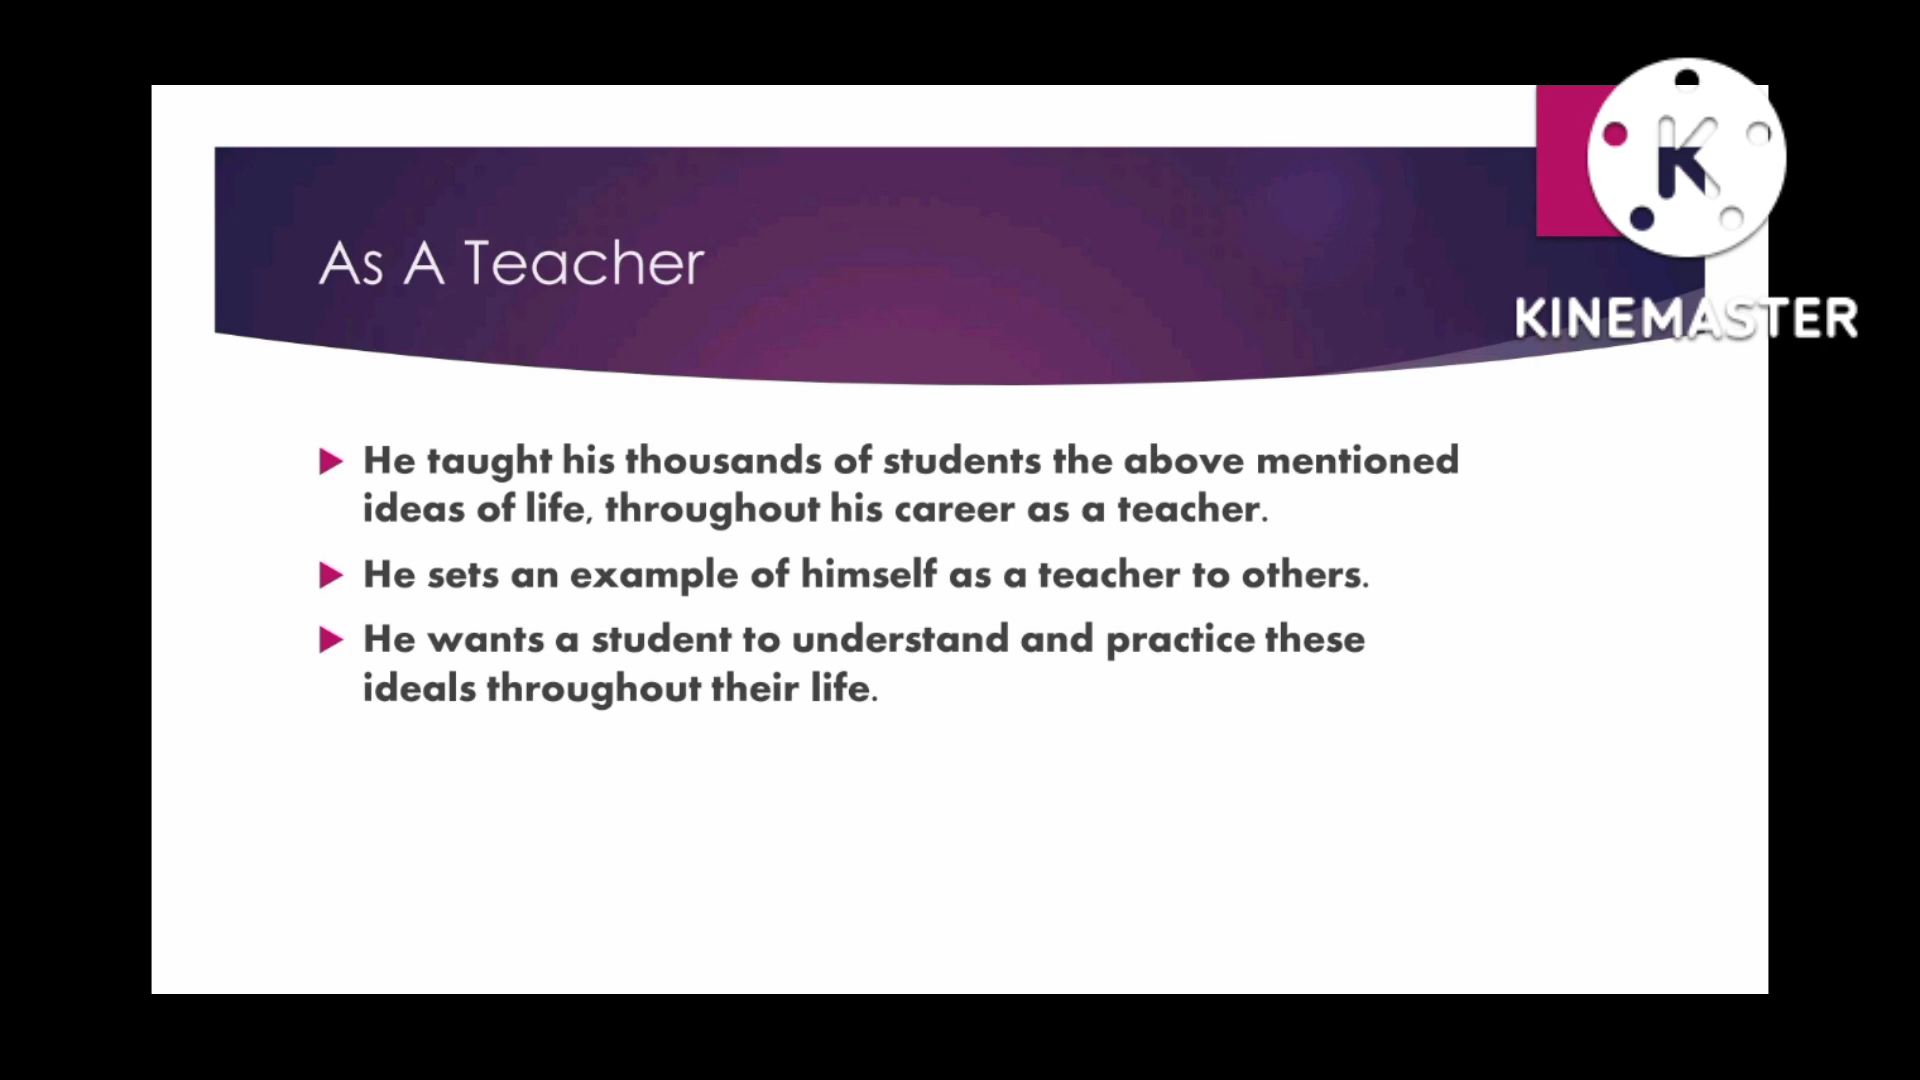 As A Teacher
KINEMASTER
He taught his thousands of students the above mentioned
ideas of life, throughout his career as a teacher.
He sets an example of himself as a teacher to others.
He wants a student to understand and practice these
ideals throughout their life.